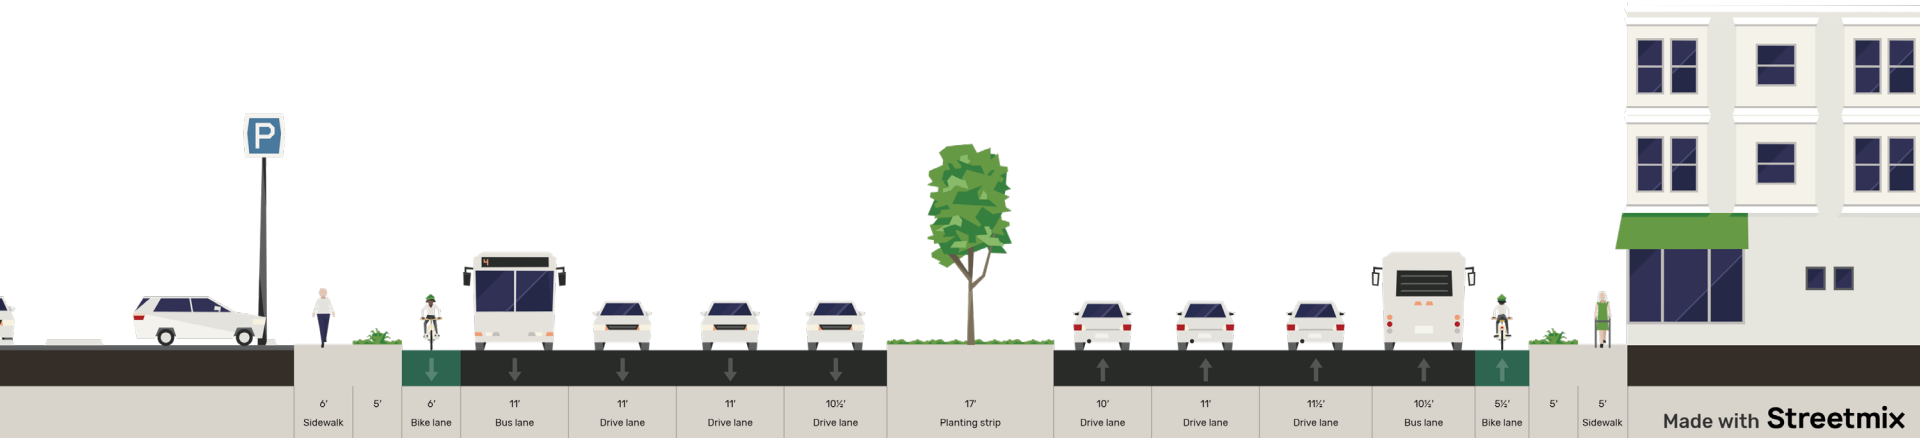 P
4
6' 5' 6' 11' 11' 11' 10½' 17' 10' 11' 11½' 10½' 5½' 5' 5'
Sidewalk Bike lane Bus lane Drive lane Drive lane Drive lane Planting strip Drive lane Drive lane Drive lane Bus lane Bike lane Sidewalk
Made with Streetmix